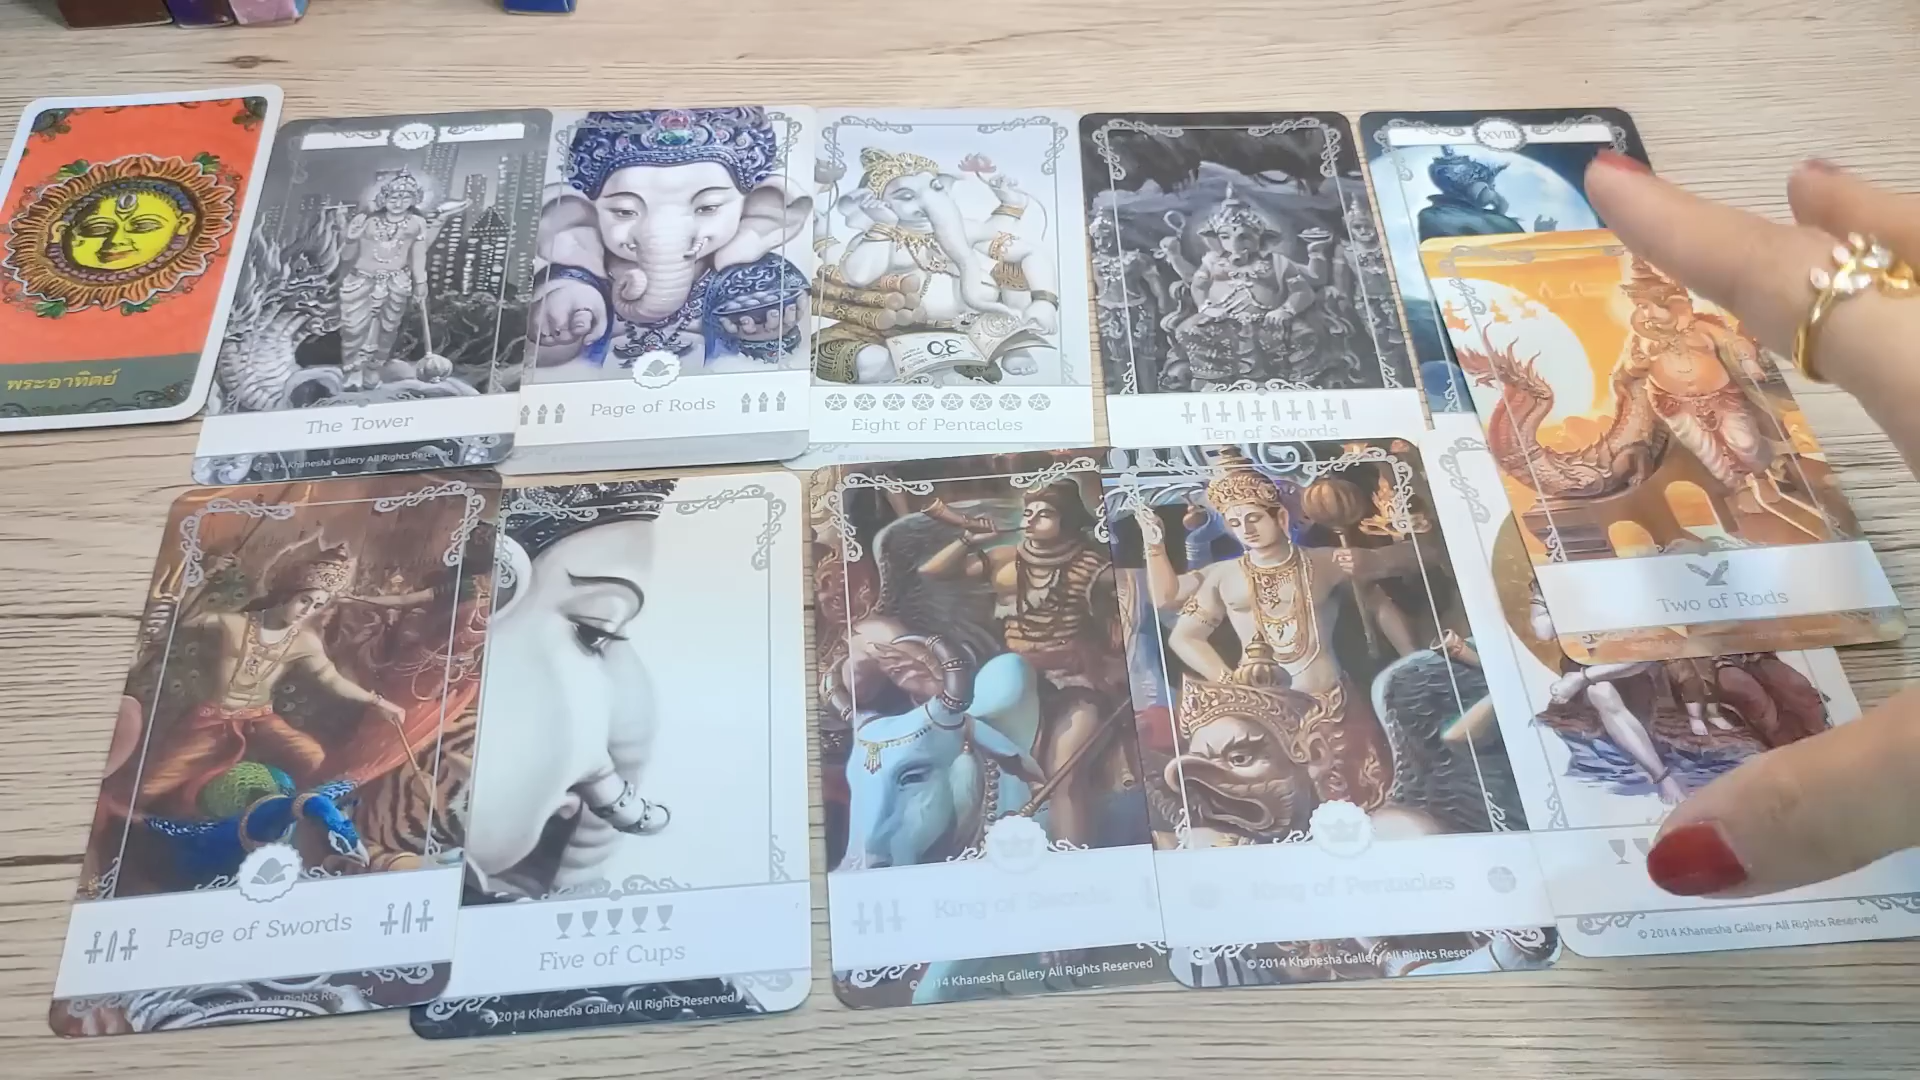 พระอาทิตย์
XVI
The Tower
© 2014 Khanesha Gallery All Rights Reserved
Page of Rods
Eight of Pentacles
Ten of Swords
XVIII
Two of Rods
Page of Swords
Five of Cups
© 2014 Khanesha Gallery All Rights Reserved
King of Swords
14 Khanesha Gallery All Rights Reserved
King of Pentacles
© 2014 Khanesha Gallery All Rights Reserved
© 2014 Khanesha Gallery All Rights Reserved